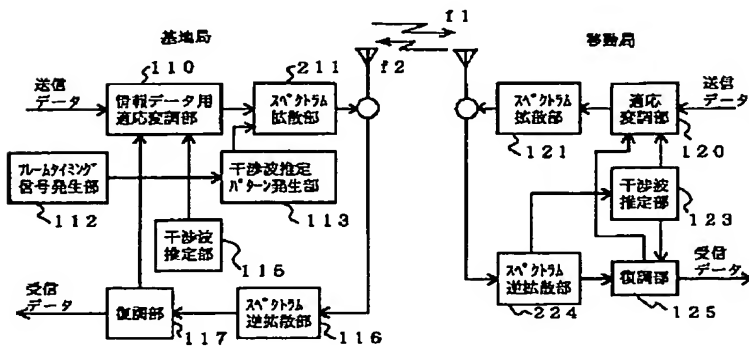 基地局
移動局
f1
f2
110
211
送信
データ
情報データ用
適応変調部
スペクトラム
拡散部
スペクトラム
拡散部
121
適応
変調部
120
送信
データ
フレームタイミング
信号発生部
112
干渉波推定
パターン発生部
113
干渉波
推定部
115
干渉波
推定部
123
受信
データ
復調部
117
スペクトラム
逆拡散部
116
スペクトラム
逆拡散部
224
復調部
125
受信
データ